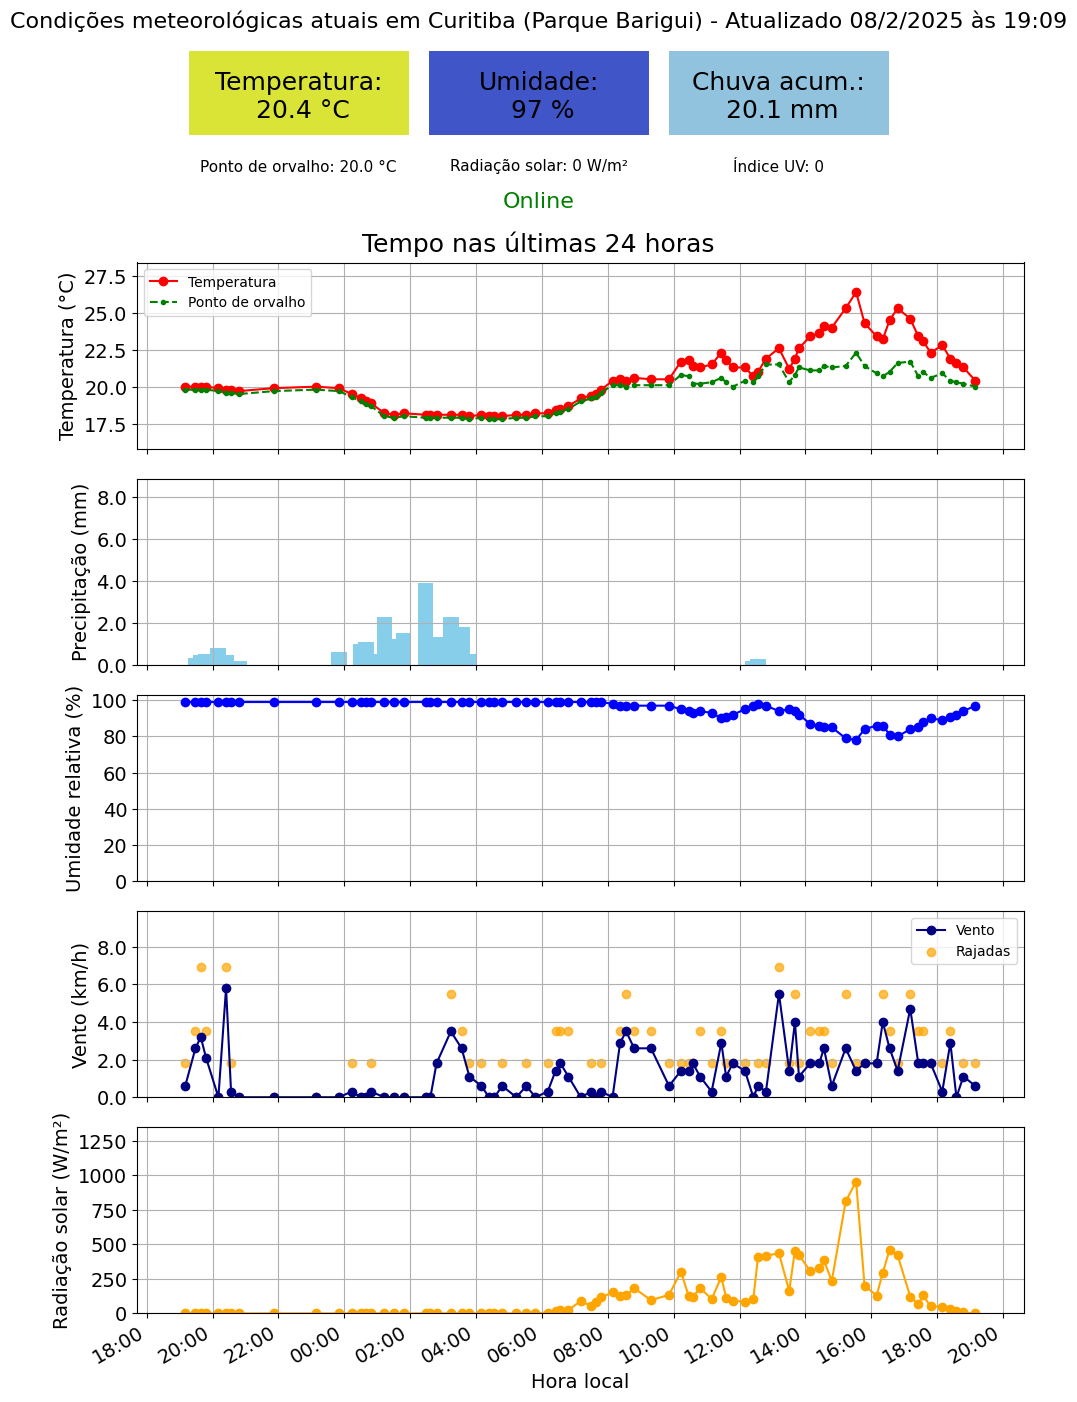 Condições meteorológicas atuais em Curitiba (Parque Barigui) - Atualizado 08/2/2025 às 19:09
Temperatura:
20.4 °C
Umidade:
97 %
Chuva acum.:
20.1 mm
Ponto de orvalho: 20.0 °C
Radiação solar: 0 W/m²
Índice UV: 0
Online
Tempo nas últimas 24 horas
Temperatura (°C)
27.5
25.0
22.5
20.0
17.5
Temperatura
Ponto de orvalho
Precipitação (mm)
8.0
6.0
4.0
2.0
0.0
Umidade relativa (%)
100
80
60
40
20
0
Vento (km/h)
8.0
6.0
4.0
2.0
0.0
Vento
Rajadas
Radiação solar (W/m²)
1250
1000
750
500
250
0
18:00
20:00
22:00
00:00
02:00
04:00
06:00
08:00
10:00
12:00
14:00
16:00
18:00
20:00
Hora local